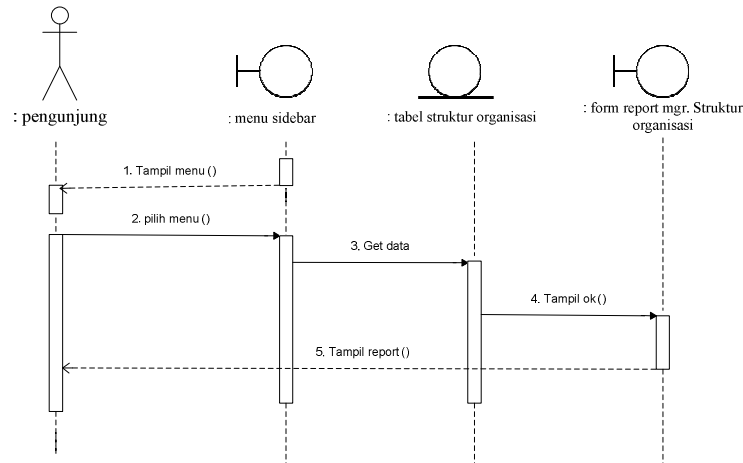 : pengunjung
: menu sidebar
: tabel struktur organisasi
: form report mgr. Struktur
organisasi
1. Tampil menu ()
2. pilih menu ()
3. Get data
4. Tampil ok()
5. Tampil report ()